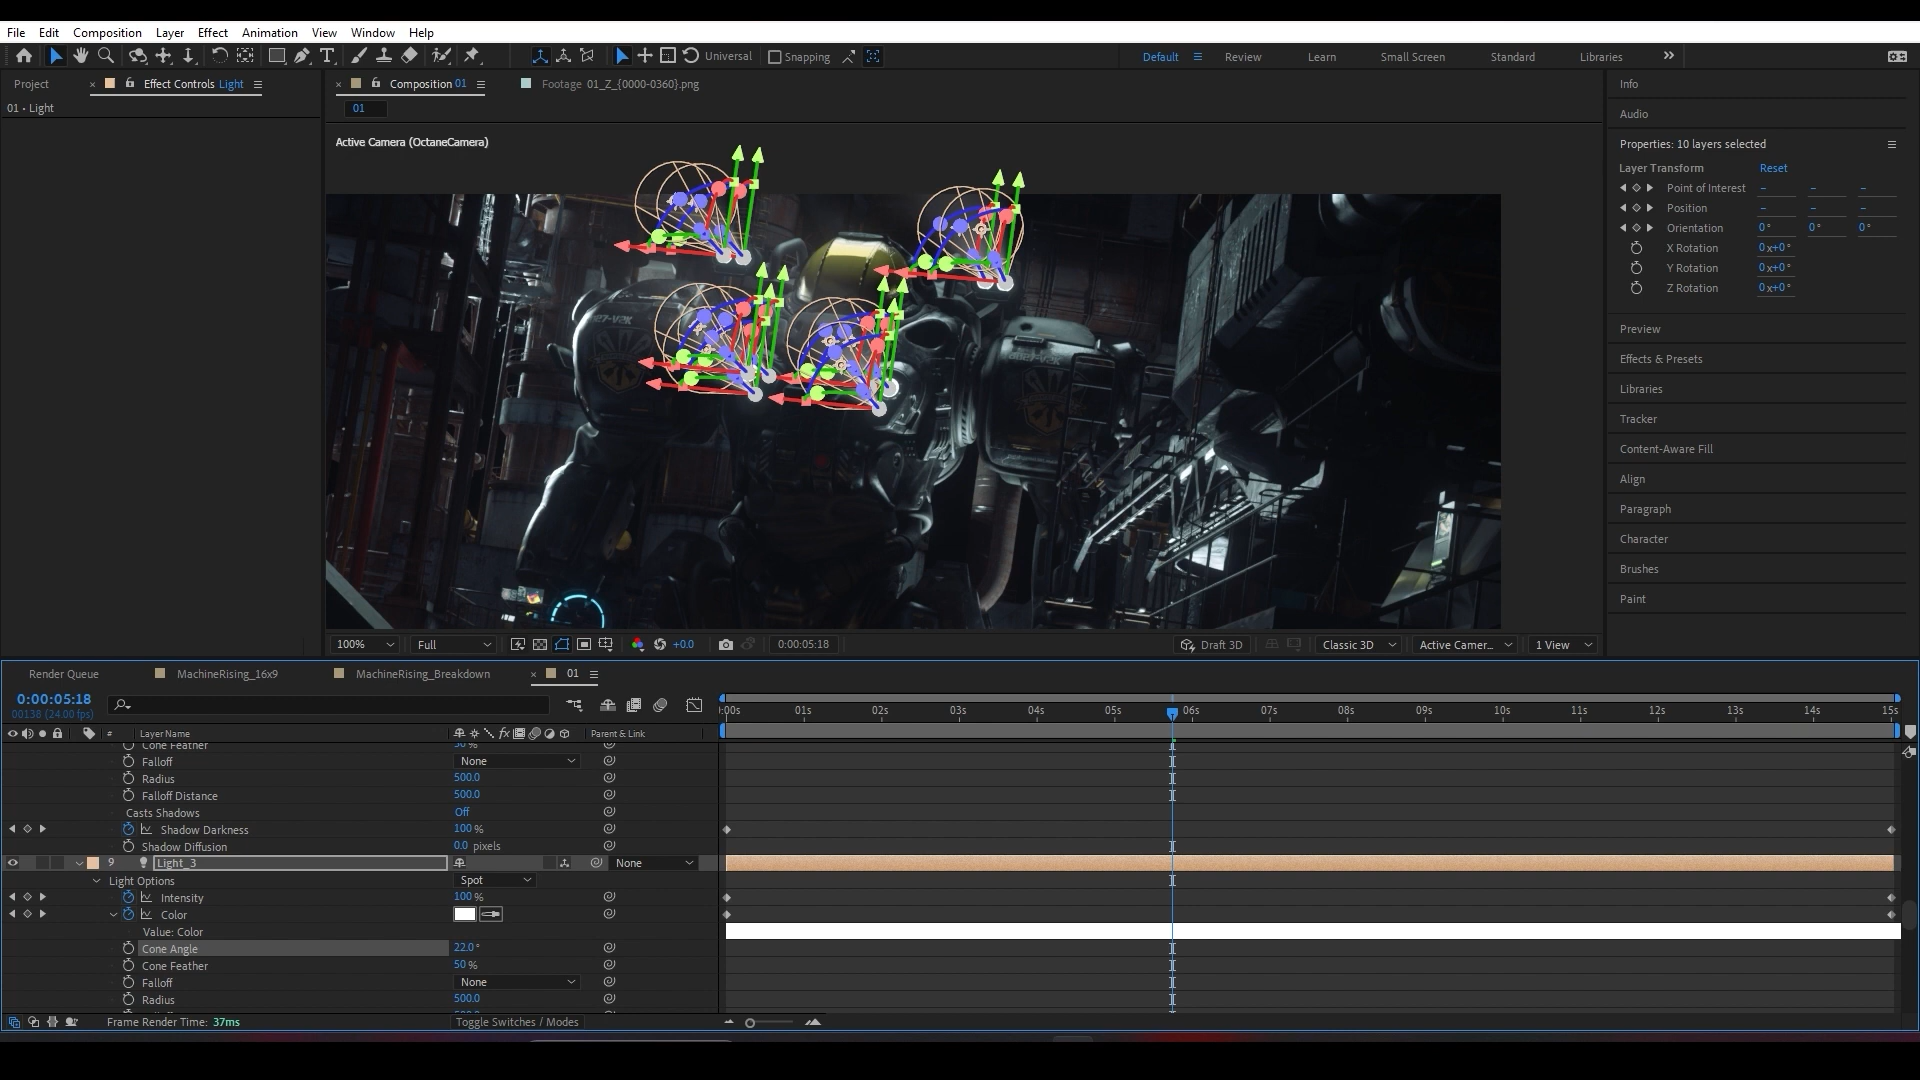 File Edit Composition Layer Effect Animation View Window Help
Universal Snapping Default Review Learn Small Screen Standard Libraries
Project Effect Controls Light Composition 01 Footage 01_Z_{0000-0360}.png
01 • Light
01
Active Camera (OctaneCamera)
Info
Audio
Properties: 10 layers selected
Layer Transform Reset
Point of Interest – – –
Position – – –
Orientation 0° 0° 0°
X Rotation 0x+0°
Y Rotation 0x+0°
Z Rotation 0x+0°
Preview
Effects & Presets
Libraries
Tracker
Content-Aware Fill
Align
Paragraph
Character
Brushes
Paint
100% Full +0.0 0:00:05:18 Draft 3D Classic 3D Active Camer... 1 View
Render Queue MachineRising_16x9 MachineRising_Breakdown 01
0:00:05:18
00138 (24.00 fps)
:00s 01s 02s 03s 04s 05s 06s 07s 08s 09s 10s 11s 12s 13s 14s 15s
# Layer Name fx Parent & Link
Cone Feather 50 %
Falloff None
Radius 500.0
Falloff Distance 500.0
Casts Shadows Off
Shadow Darkness 100 %
Shadow Diffusion 0.0 pixels
9 Light_3 None
Light Options Spot
Intensity 100 %
Color
Value: Color
Cone Angle 22.0 °
Cone Feather 50 %
Falloff None
Radius 500.0
Frame Render Time: 37ms Toggle Switches / Modes